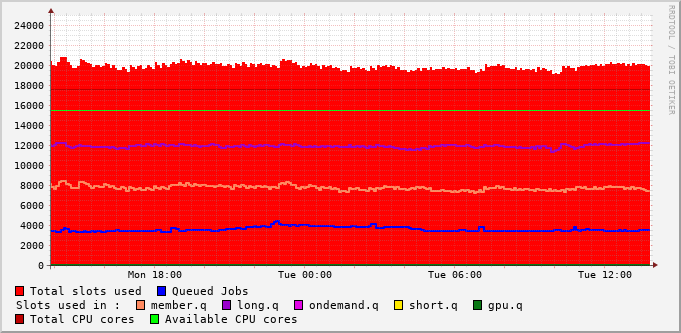 RRDTOOL / TOBI OETIKER
24000
22000
20000
18000
16000
14000
12000
10000
8000
6000
4000
2000
0
Mon 18:00 Tue 00:00 Tue 06:00 Tue 12:00
Total slots used Queued Jobs
Slots used in : member.q long.q ondemand.q short.q gpu.q
Total CPU cores Available CPU cores